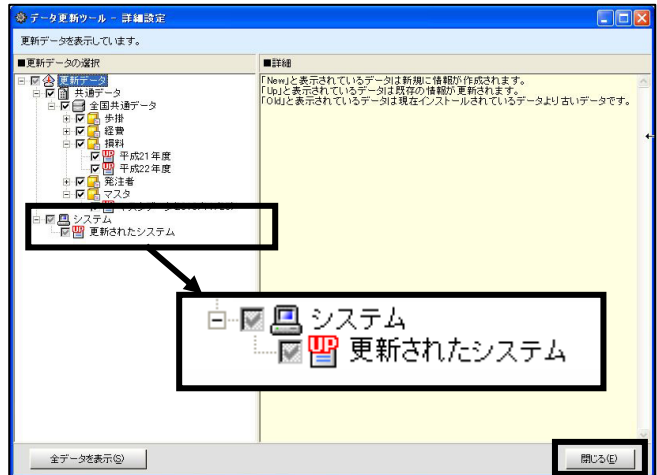 データ更新ツール - 詳細設定
更新データを表示しています。
■更新データの選択
■詳細
更新データ
共通データ
全国共通データ
歩掛
経費
損料
平成21年度
平成22年度
発注者
マスタ
システム
更新されたシステム
「New」と表示されているデータは新規に情報が作成されます。
「Up」と表示されているデータは既存の情報が更新されます。
「Old」と表示されているデータは現在インストールされているデータより古いデータです。
システム
UP 更新されたシステム
全データを表示(S)
閉じる(E)